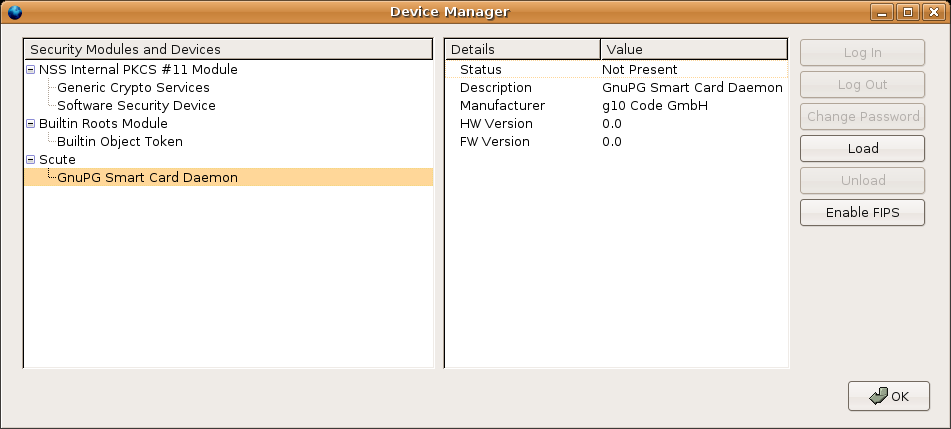 Device Manager
Security Modules and Devices
NSS Internal PKCS #11 Module
Generic Crypto Services
Software Security Device
Builtin Roots Module
Builtin Object Token
Scute
GnuPG Smart Card Daemon
Details Value
Status Not Present
Description GnuPG Smart Card Daemon
Manufacturer g10 Code GmbH
HW Version 0.0
FW Version 0.0
Log In
Log Out
Change Password
Load
Unload
Enable FIPS
OK